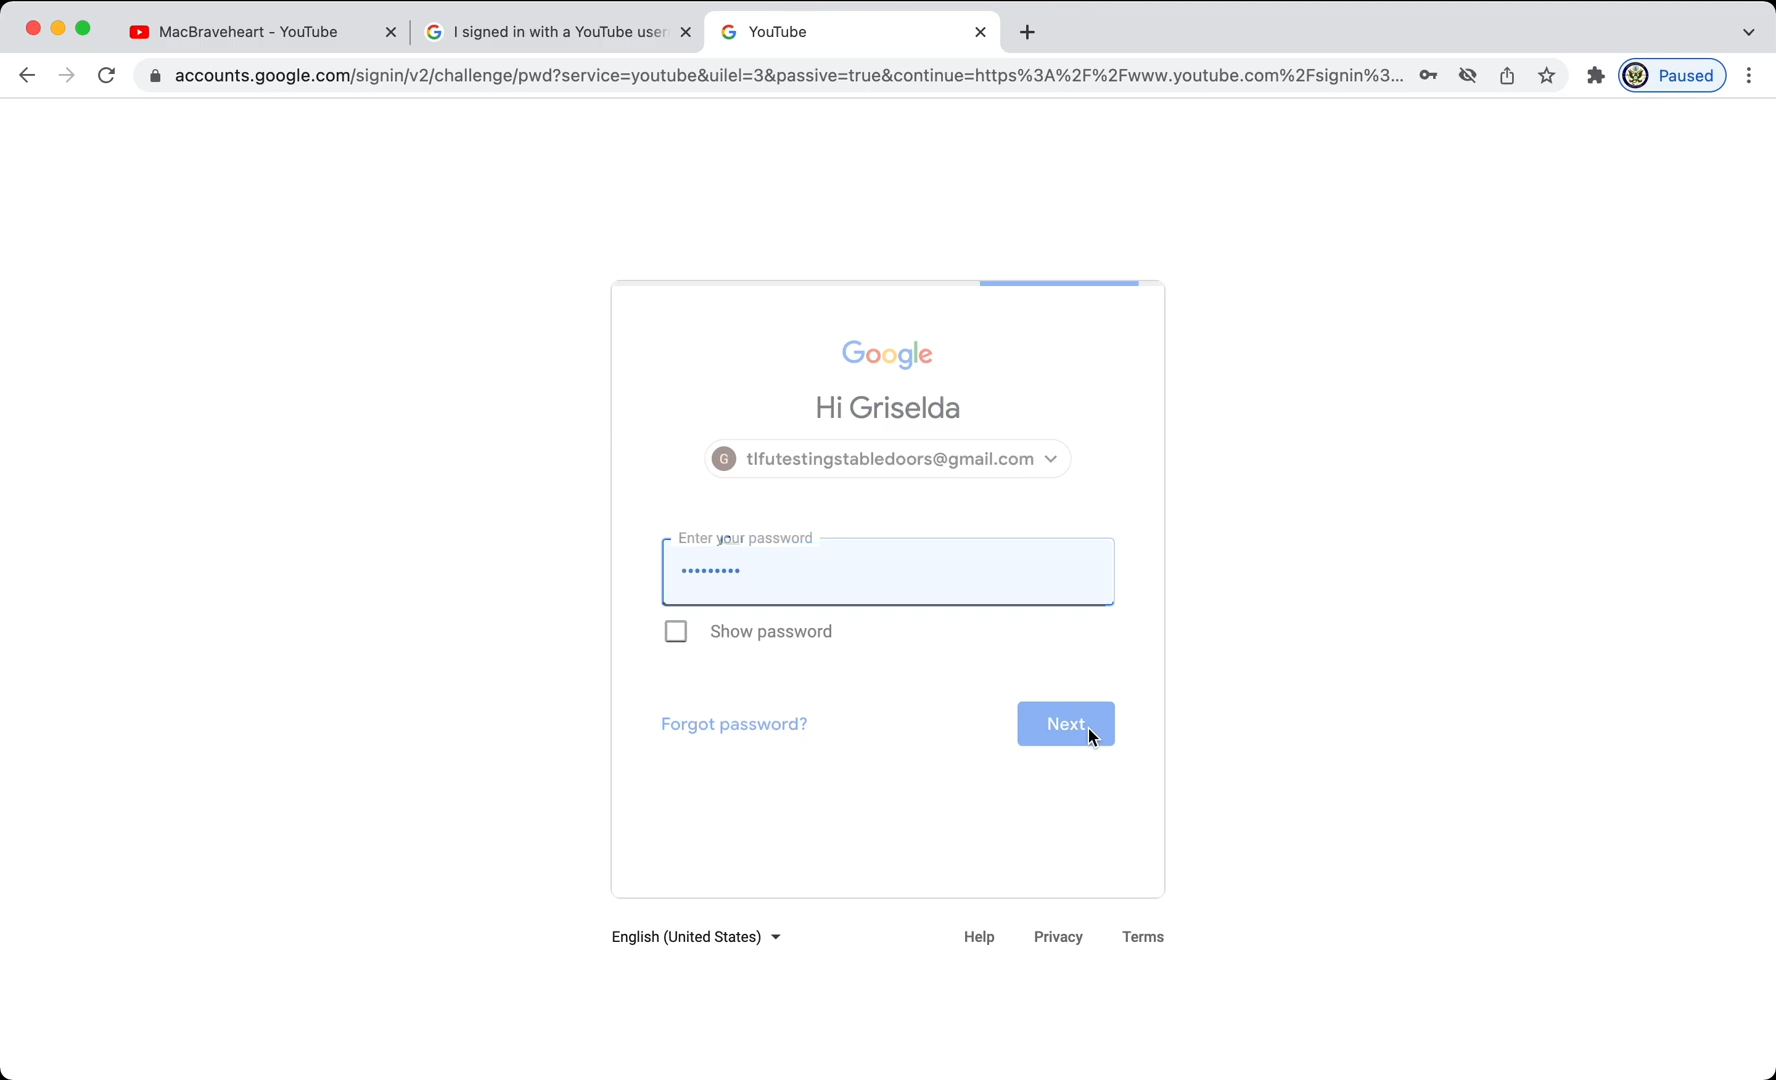 MacBraveheart - YouTube
I signed in with a YouTube user
YouTube
accounts.google.com/signin/v2/challenge/pwd?service=youtube&uilel=3&passive=true&continue=https%3A%2F%2Fwww.youtube.com%2Fsignin%3...
Paused
Google
Hi Griselda
G tlfutestingstabledoors@gmail.com
Enter your password
•••••••••
Show password
Forgot password?
Next
English (United States)
Help
Privacy
Terms